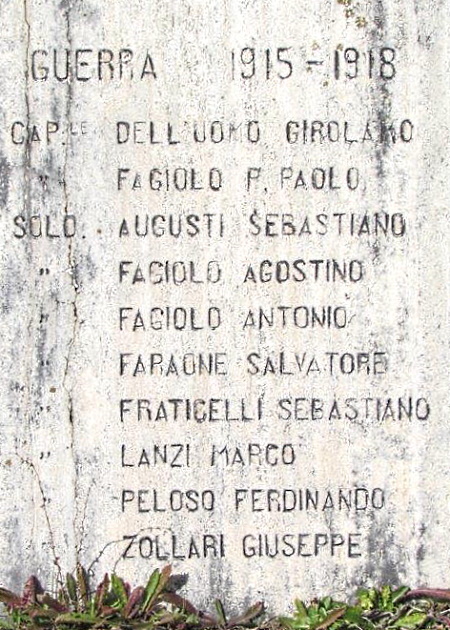 GUERRA 1915-1918
CAP.LE DELL'UOMO GIROLAMO
" FAGIOLO P. PAOLO
SOLD. AUGUSTI SEBASTIANO
" FAGIOLO AGOSTINO
" FAGIOLO ANTONIO
" FARAONE SALVATORE
" FRATICELLI SEBASTIANO
" LANZI MARCO
" PELOSO FERDINANDO
ZOLLARI GIUSEPPE